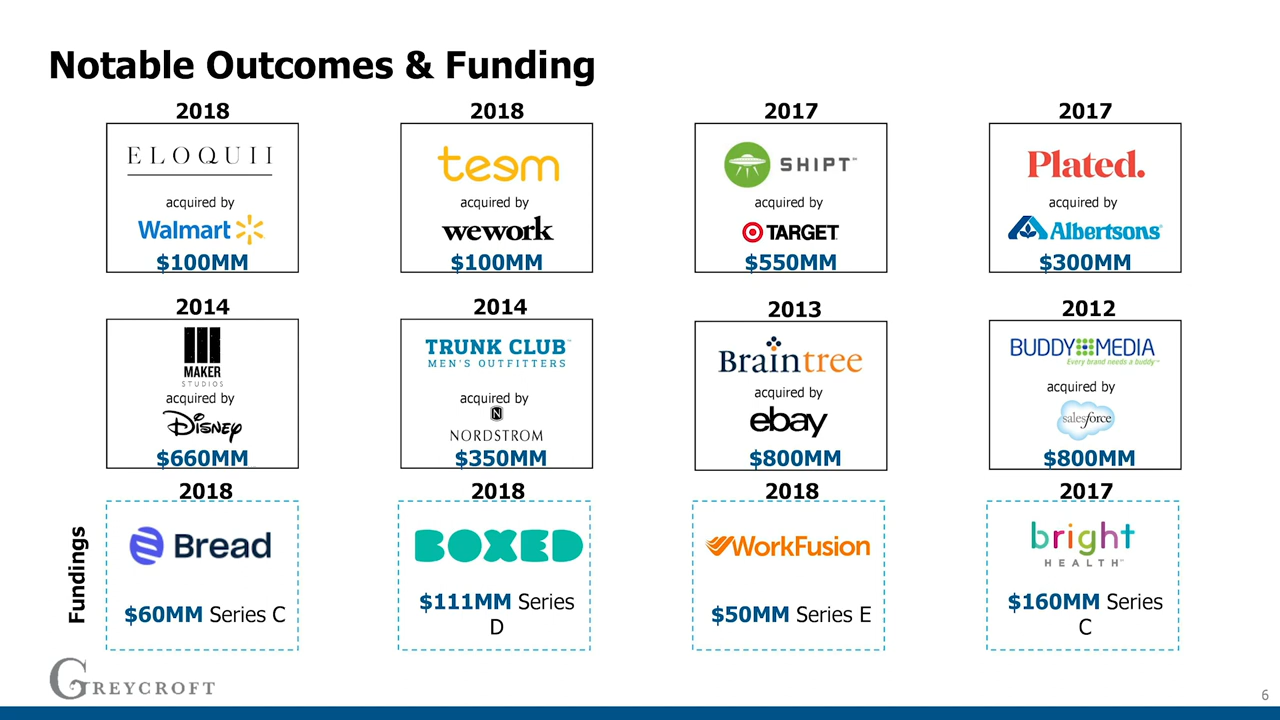 Notable Outcomes & Funding
2018
ELOQUII
acquired by
Walmart
$100MM
2018
teem
acquired by
wework
$100MM
2017
SHIPT™
acquired by
TARGET
$550MM
2017
Plated.
acquired by
Albertsons®
$300MM
2014
MAKER
STUDIOS
acquired by
Disney
$660MM
2014
TRUNK CLUB™
MEN'S OUTFITTERS
acquired by
N
NORDSTROM
$350MM
2013
Braintree
acquired by
ebay
$800MM
2012
BUDDY MEDIA
Every brand needs a buddy™
acquired by
salesforce
$800MM
Fundings
2018
Bread
$60MM Series C
2018
BOXED
$111MM Series
D
2018
WorkFusion
$50MM Series E
2017
bright
HEALTH™
$160MM Series
C
GREYCROFT
6